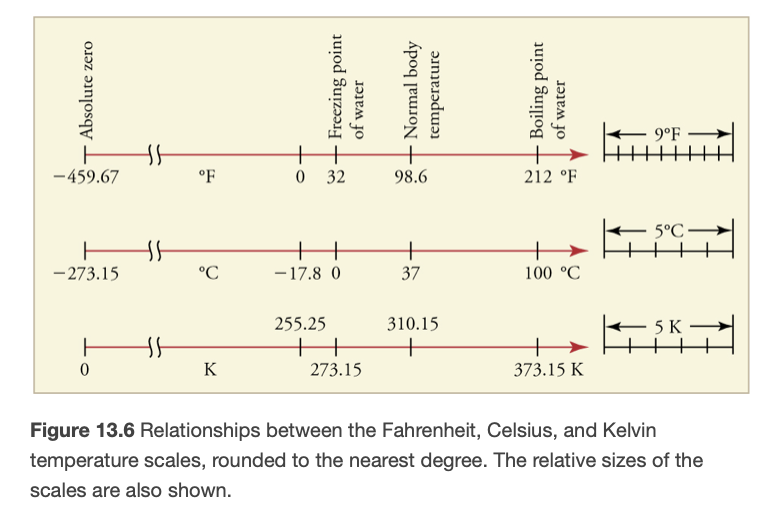 Absolute zero
Freezing point
of water
Normal body
temperature
Boiling point
of water
9°F
−459.67
°F
0
32
98.6
212 °F
5°C
−273.15
°C
−17.8
0
37
100 °C
255.25
310.15
5 K
0
K
273.15
373.15 K
Figure 13.6 Relationships between the Fahrenheit, Celsius, and Kelvin
temperature scales, rounded to the nearest degree. The relative sizes of the
scales are also shown.